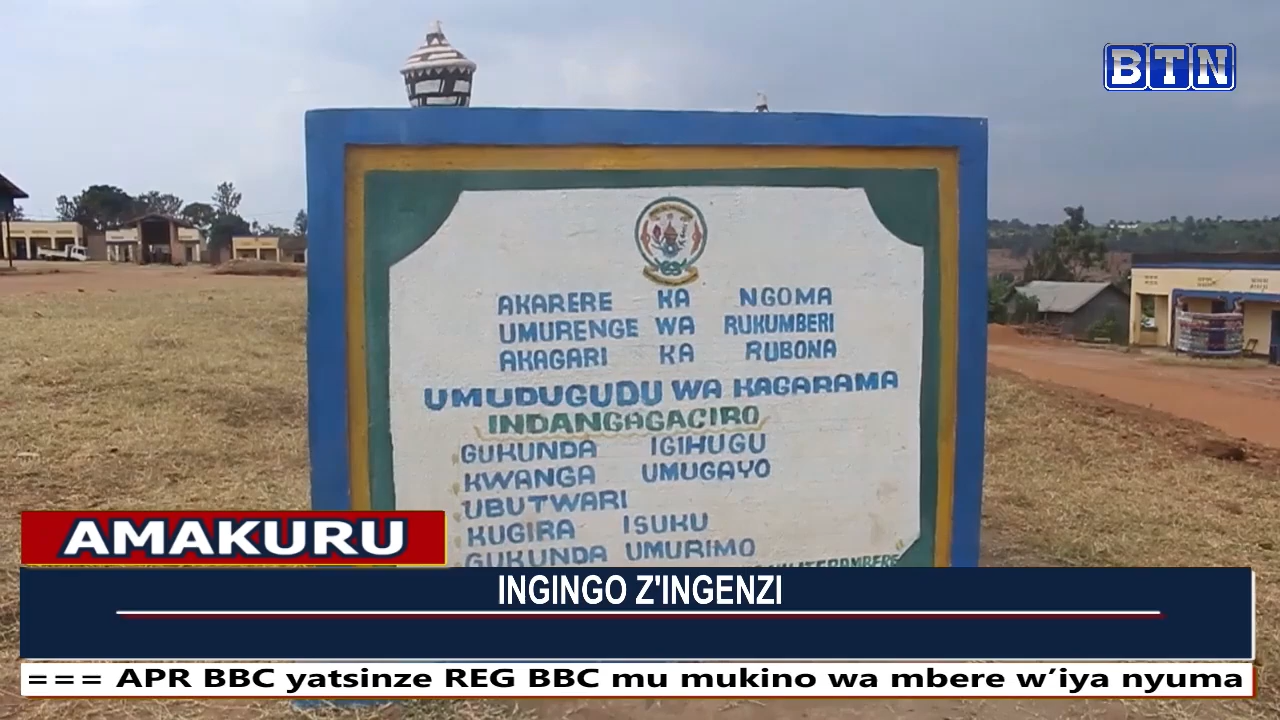 BTN
AKARERE KA NGOMA
UMURENGE WA RUKUMBERI
AKAGARI KA RUBONA
UMUDUGUDU WA KAGARAMA
INDANGAGACIRO
GUKUNDA IGIHUGU
KWANGA UMUGAYO
UBUTWARI
KUGIRA ISUKU
GUKUNDA UMURIMO
AMAKURU
INGINGO Z'INGENZI
=== APR BBC yatsinze REG BBC mu mukino wa mbere w'iya nyuma